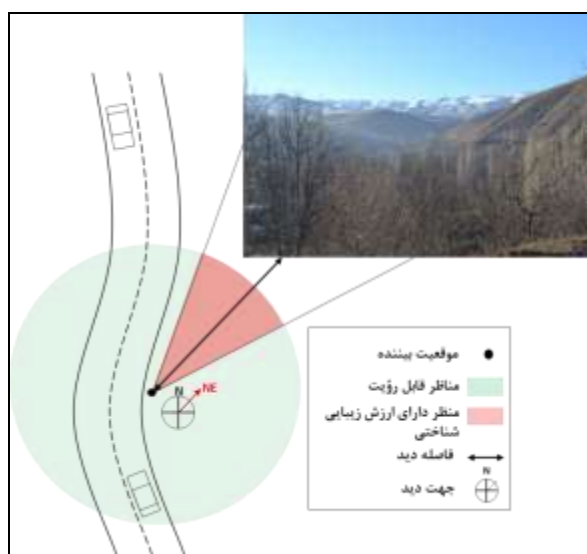 N
NE
موقعیت بیننده
مناظر قابل رؤیت
منظر دارای ارزش زیبایی
شناختی
فاصله دید
N
جهت دید